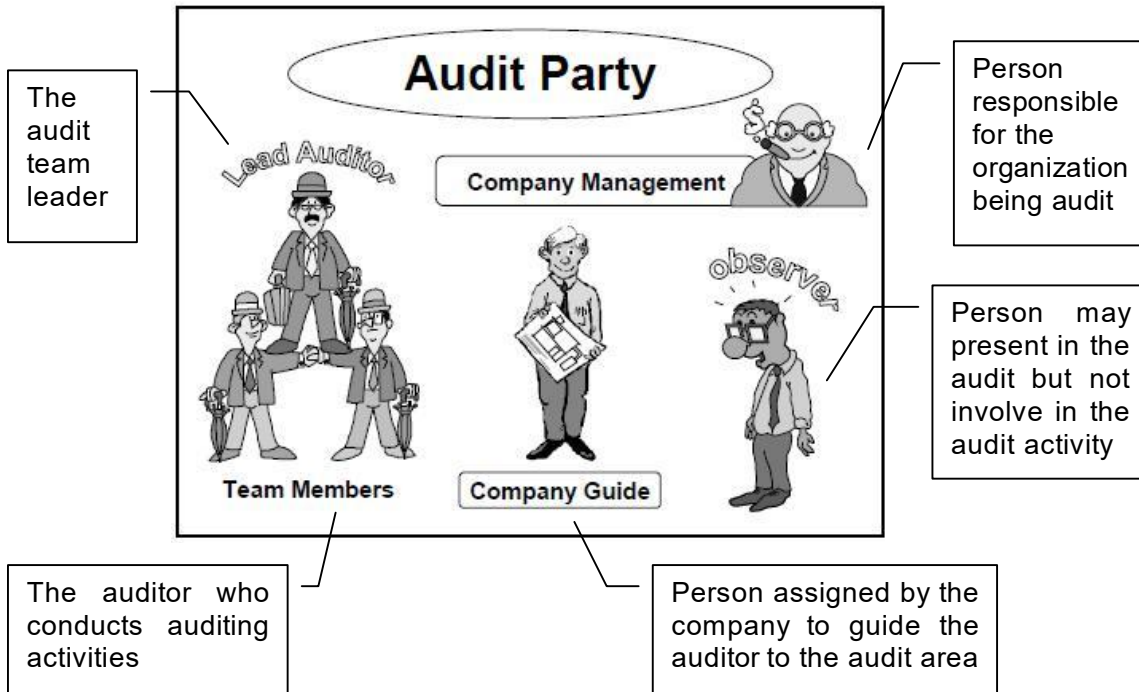 Audit Party
The
audit
team
leader
Lead Auditor
Company Management
$
Person
responsible
for the
organization
being audit
observer
Person may
present in the
audit but not
involve in the
audit activity
Team Members
Company Guide
The auditor who
conducts auditing
activities
Person assigned by the
company to guide the
auditor to the audit area